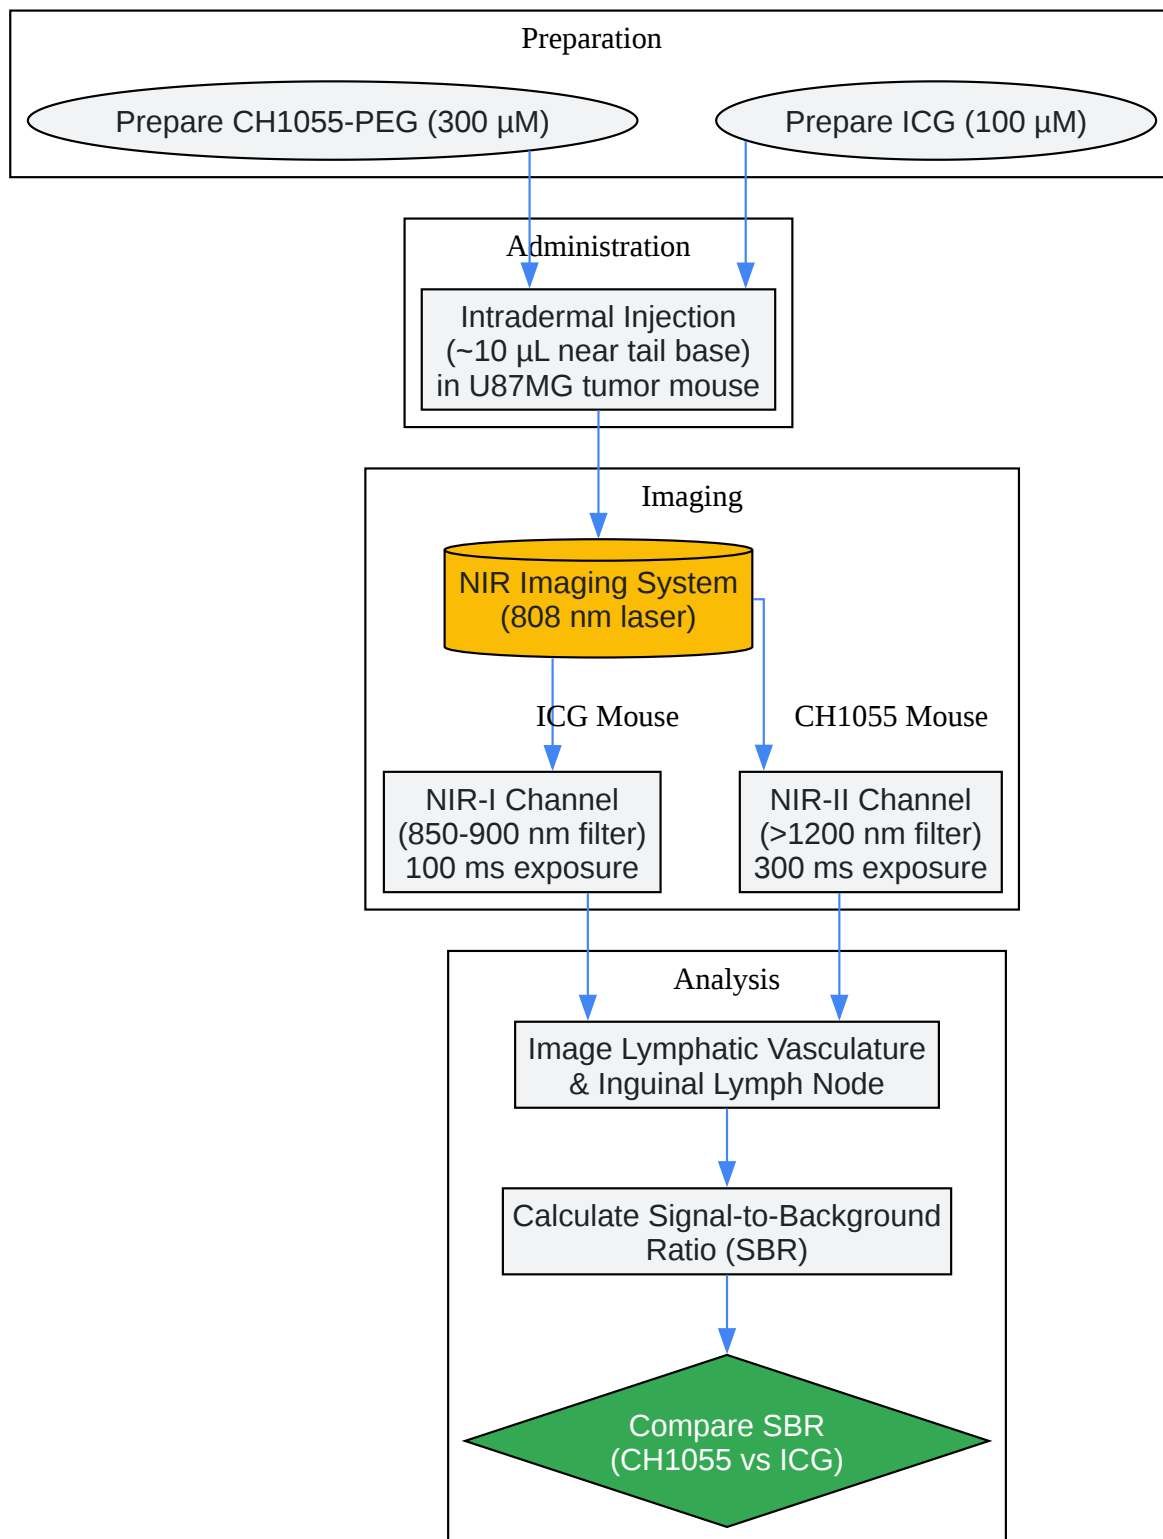 Preparation
Prepare CH1055-PEG (300 µM)
Prepare ICG (100 µM)
Administration
Intradermal Injection
(~10 µL near tail base)
in U87MG tumor mouse
Imaging
NIR Imaging System
(808 nm laser)
ICG Mouse
CH1055 Mouse
NIR-I Channel
(850-900 nm filter)
100 ms exposure
NIR-II Channel
(>1200 nm filter)
300 ms exposure
Analysis
Image Lymphatic Vasculature
& Inguinal Lymph Node
Calculate Signal-to-Background
Ratio (SBR)
Compare SBR
(CH1055 vs ICG)